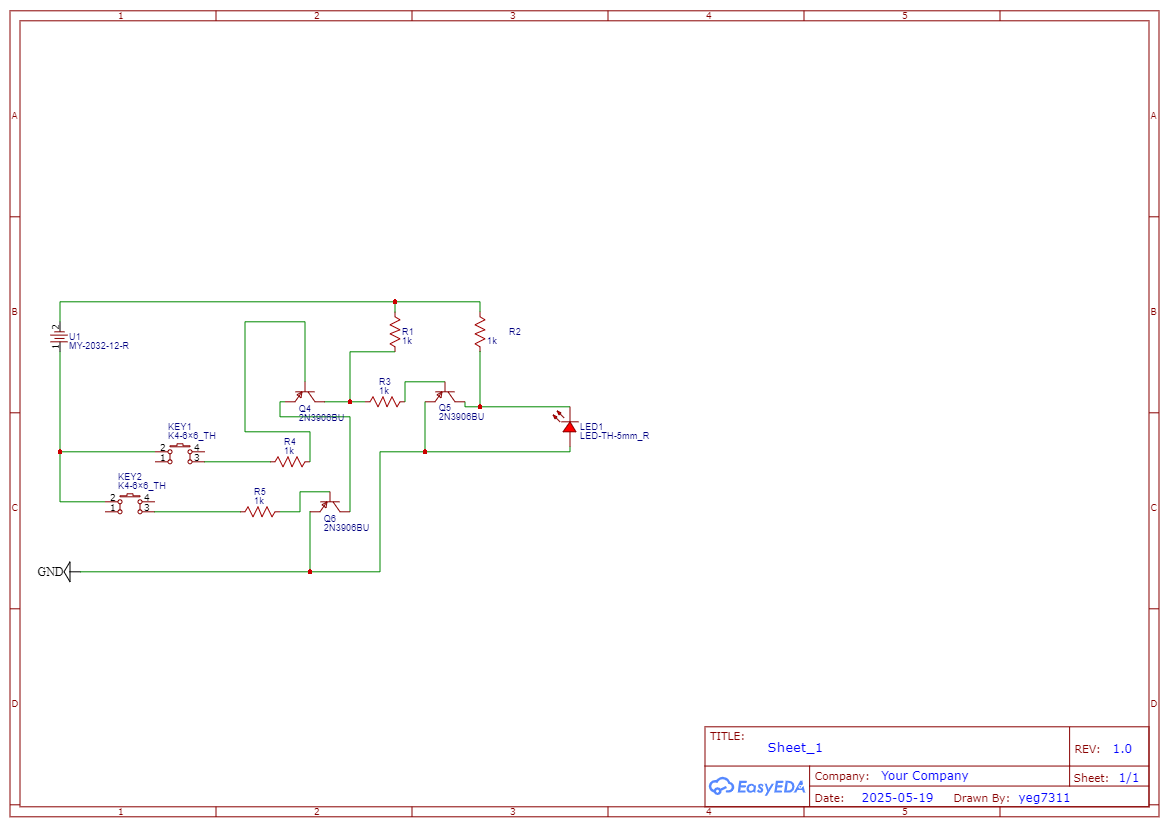 1 2 3 4 5
A A
B B
2
U1
1
MY-2032-12-R
R1
1k
R2
1k
R3
1k
Q4
2N3906BU
Q5
2N3906BU
LED1
LED-TH-5mm_R
KEY1
K4-6×6_TH
2 4
1 3
R4
1k
KEY2
K4-6×6_TH
2 4
1 3
R5
1k
Q6
2N3906BU
C C
GND
D D
TITLE:
Sheet_1
REV: 1.0
EasyEDA
Company: Your Company
Sheet: 1/1
Date: 2025-05-19 Drawn By: yeg7311
1 2 3 4 5